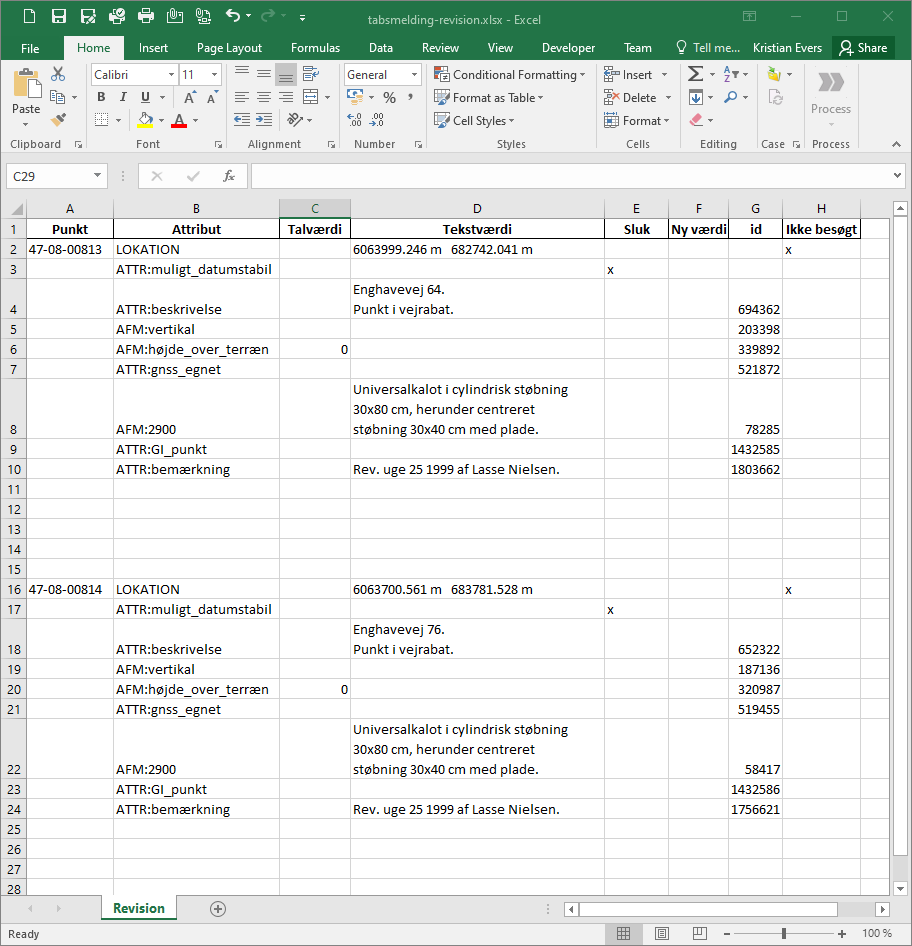 tabsmelding-revision.xlsx - Excel
File Home Insert Page Layout Formulas Data Review View Developer Team Tell me... Kristian Evers Share
Paste
Calibri 11
B I U
A A
A
General
% ,
Conditional Formatting
Format as Table
Cell Styles
Insert
Delete
Format
Process
Clipboard Font Alignment Number Styles Cells Editing Case Process
C29 fx
A B C D E F G H
1 Punkt Attribut Talværdi Tekstværdi Sluk Ny værdi id Ikke besøgt
2 47-08-00813 LOKATION 6063999.246 m 682742.041 m x
3 ATTR:muligt_datumstabil x
Enghavevej 64.
4 ATTR:beskrivelse Punkt i vejrabat. 694362
5 AFM:vertikal 203398
6 AFM:højde_over_terræn 0 339892
7 ATTR:gnss_egnet 521872
Universalkalot i cylindrisk støbning
30x80 cm, herunder centreret
8 AFM:2900 støbning 30x40 cm med plade. 78285
9 ATTR:GI_punkt 1432585
10 ATTR:bemærkning Rev. uge 25 1999 af Lasse Nielsen. 1803662
11
12
13
14
15
16 47-08-00814 LOKATION 6063700.561 m 683781.528 m x
17 ATTR:muligt_datumstabil x
Enghavevej 76.
18 ATTR:beskrivelse Punkt i vejrabat. 652322
19 AFM:vertikal 187136
20 AFM:højde_over_terræn 0 320987
21 ATTR:gnss_egnet 519455
Universalkalot i cylindrisk støbning
30x80 cm, herunder centreret
22 AFM:2900 støbning 30x40 cm med plade. 58417
23 ATTR:GI_punkt 1432586
24 ATTR:bemærkning Rev. uge 25 1999 af Lasse Nielsen. 1756621
25
26
27
28
Revision
Ready 100 %